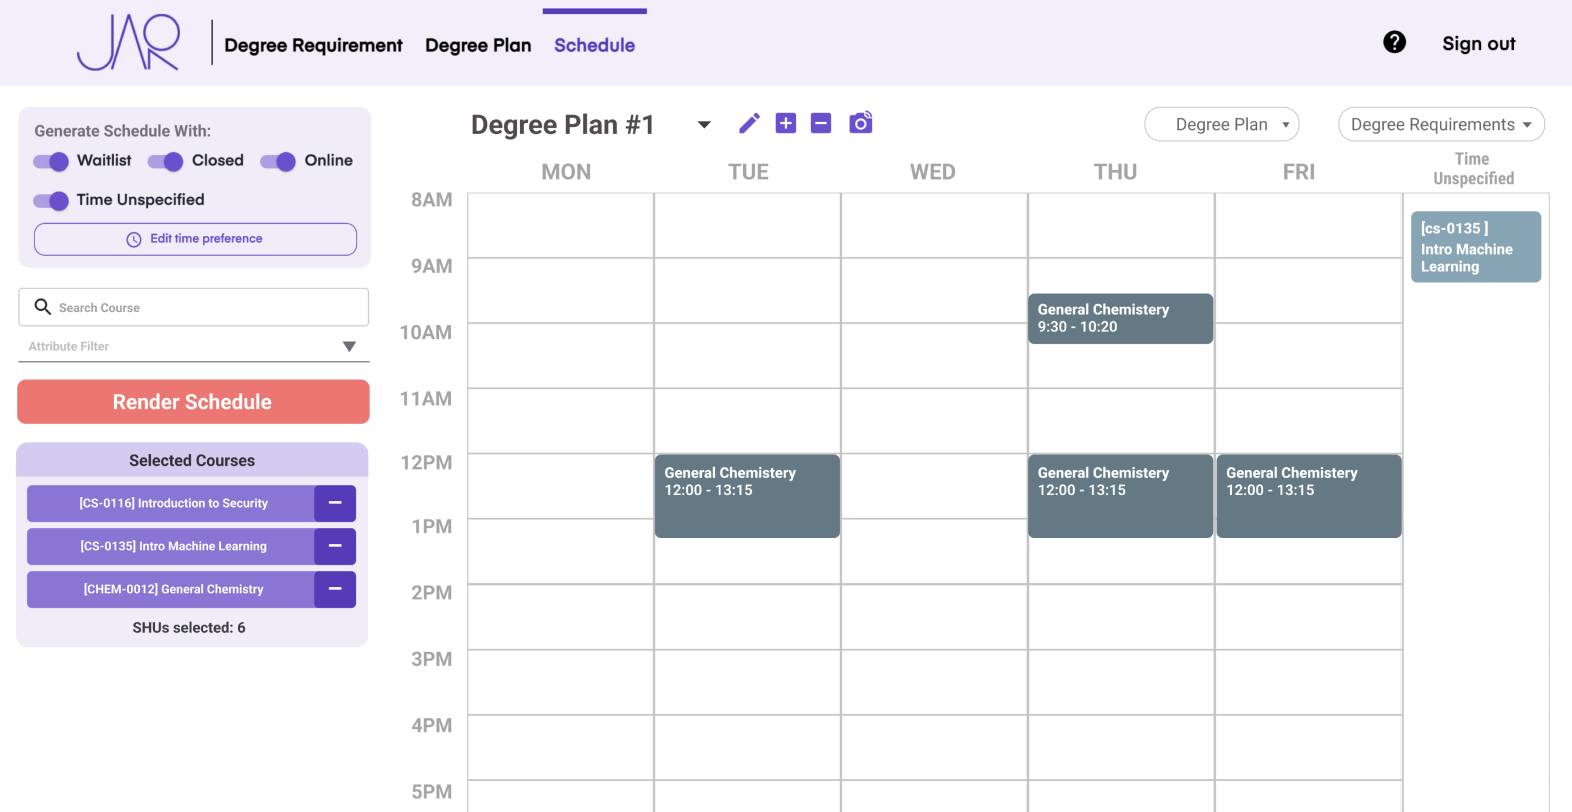 JAR
Degree Requirement
Degree Plan
Schedule
?
Sign out
Generate Schedule With:
Waitlist
Closed
Online
Time Unspecified
Edit time preference
Search Course
Attribute Filter
Render Schedule
Selected Courses
[CS-0116] Introduction to Security
[CS-0135] Intro Machine Learning
[CHEM-0012] General Chemistry
SHUs selected: 6
Degree Plan #1
Degree Plan
Degree Requirements
MON
TUE
WED
THU
FRI
Time
Unspecified
8AM
[cs-0135 ]
Intro Machine
Learning
9AM
General Chemistery
9:30 - 10:20
10AM
11AM
12PM
General Chemistery
12:00 - 13:15
General Chemistery
12:00 - 13:15
General Chemistery
12:00 - 13:15
1PM
2PM
3PM
4PM
5PM